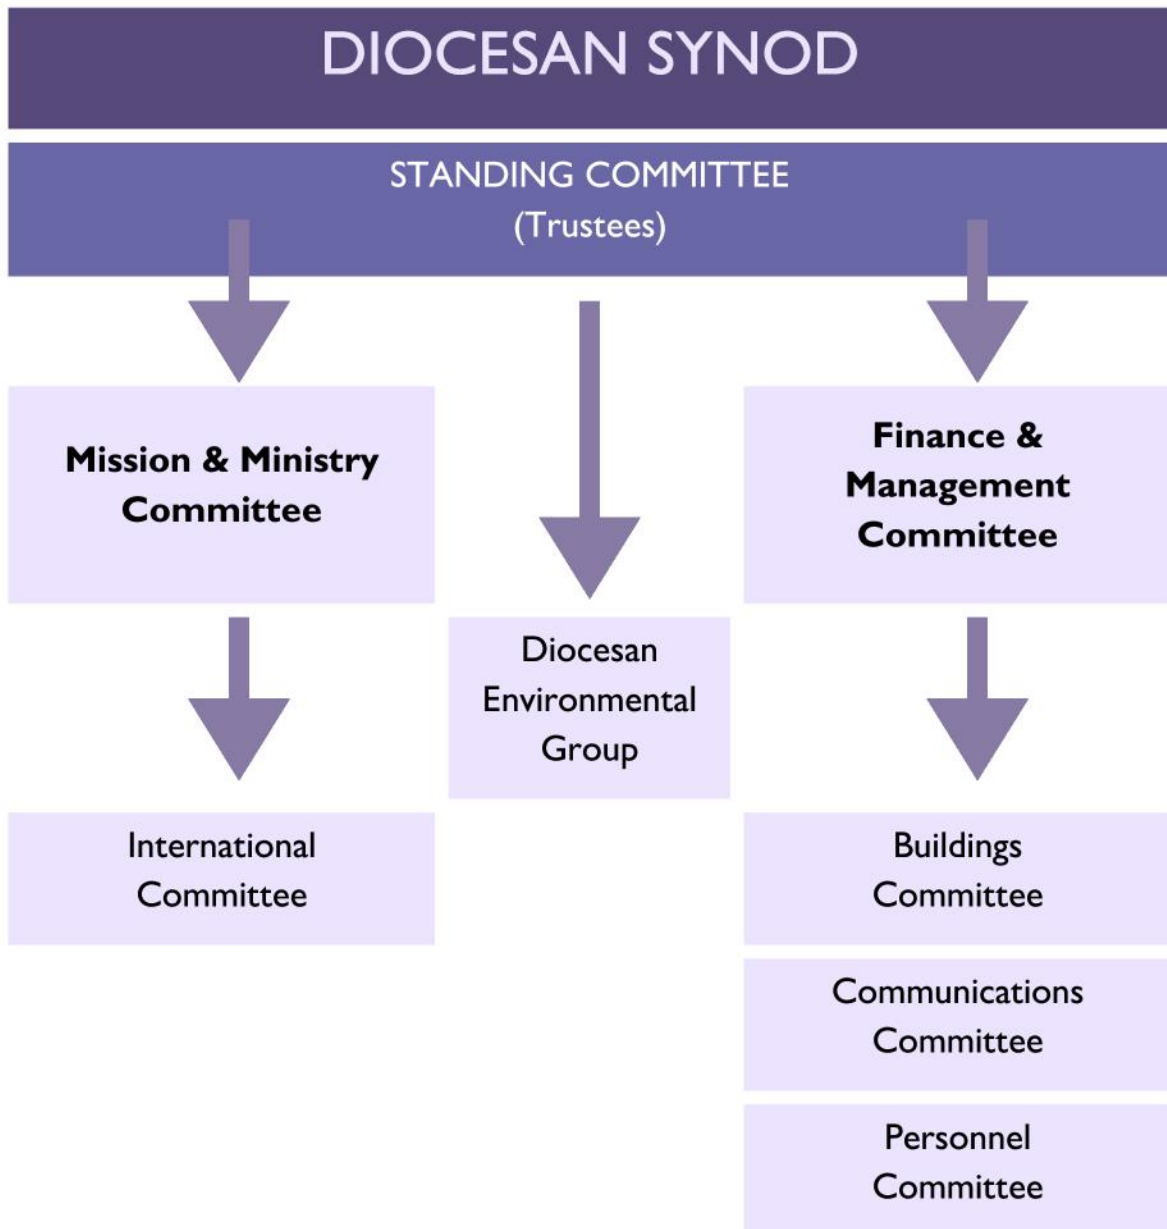 DIOCESAN SYNOD
STANDING COMMITTEE
(Trustees)
Mission & Ministry
Committee
Finance &
Management
Committee
Diocesan
Environmental
Group
International
Committee
Buildings
Committee
Communications
Committee
Personnel
Committee